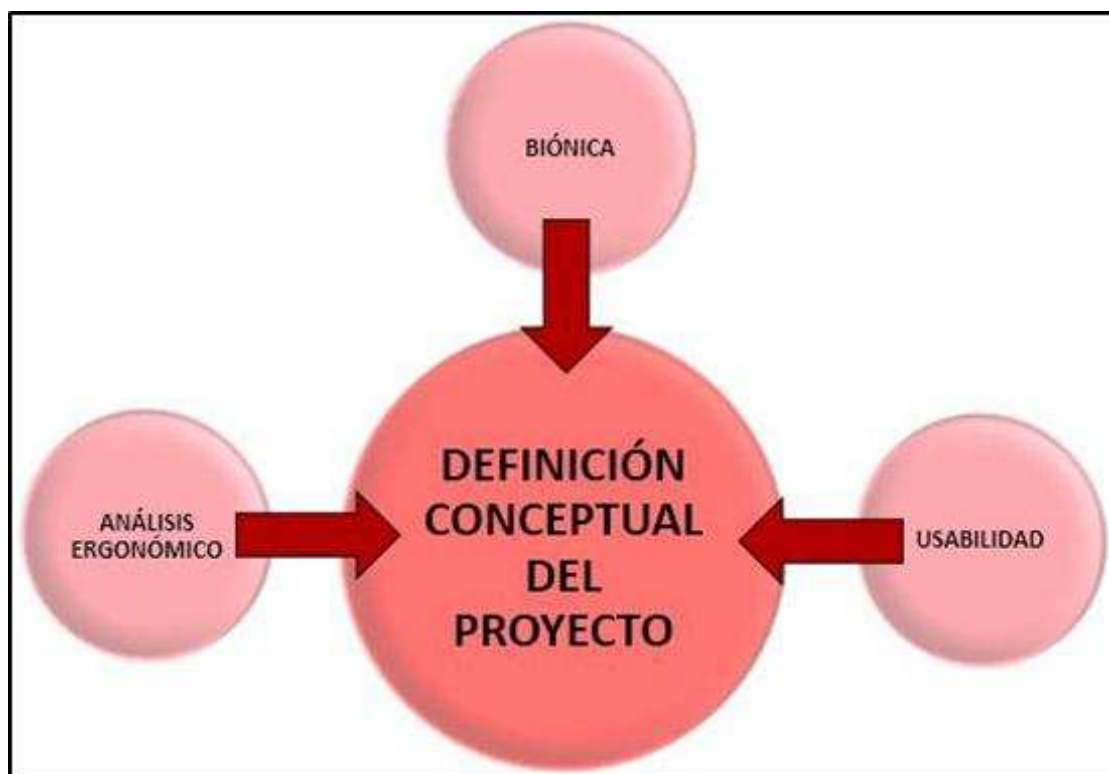 BIÓNICA
DEFINICIÓN
CONCEPTUAL
DEL
PROYECTO
ANÁLISIS
ERGONÓMICO
USABILIDAD